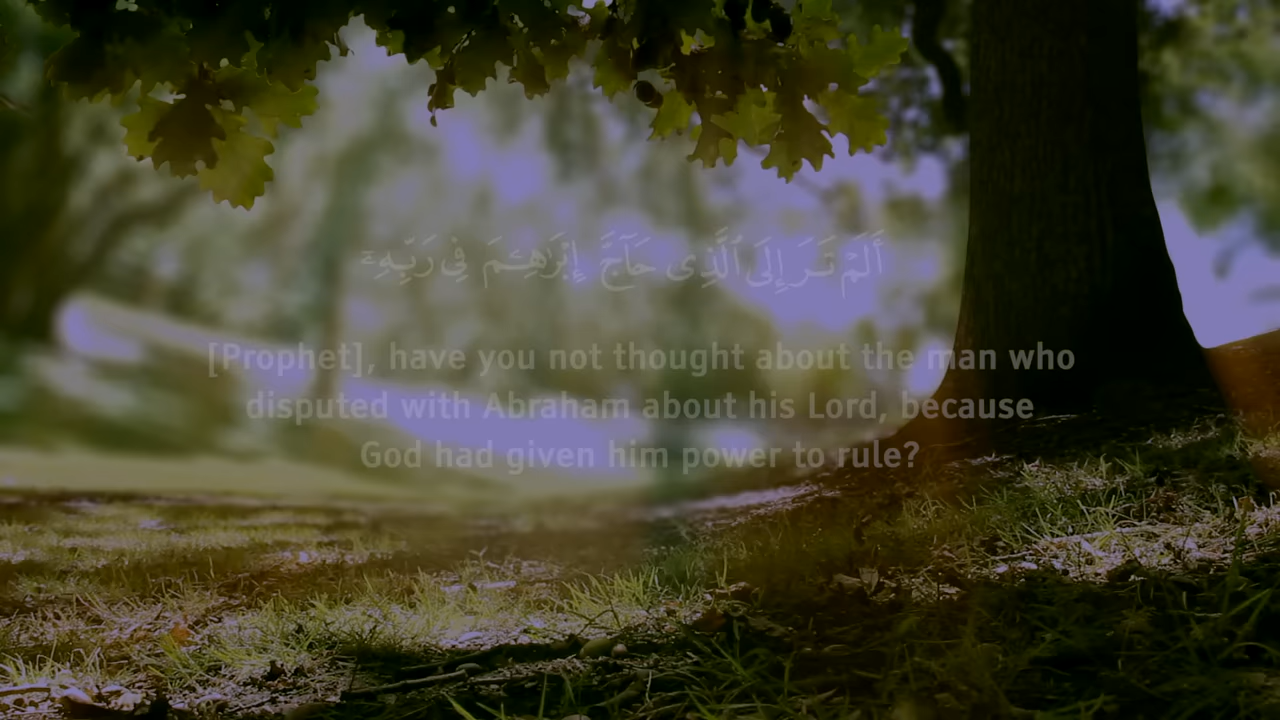 أَلَمْ تَرَ إِلَى ٱلَّذِى حَآجَّ إِبْرَٰهِـۧمَ فِى رَبِّهِۦٓ
[Prophet], have you not thought about the man who
disputed with Abraham about his Lord, because
God had given him power to rule?